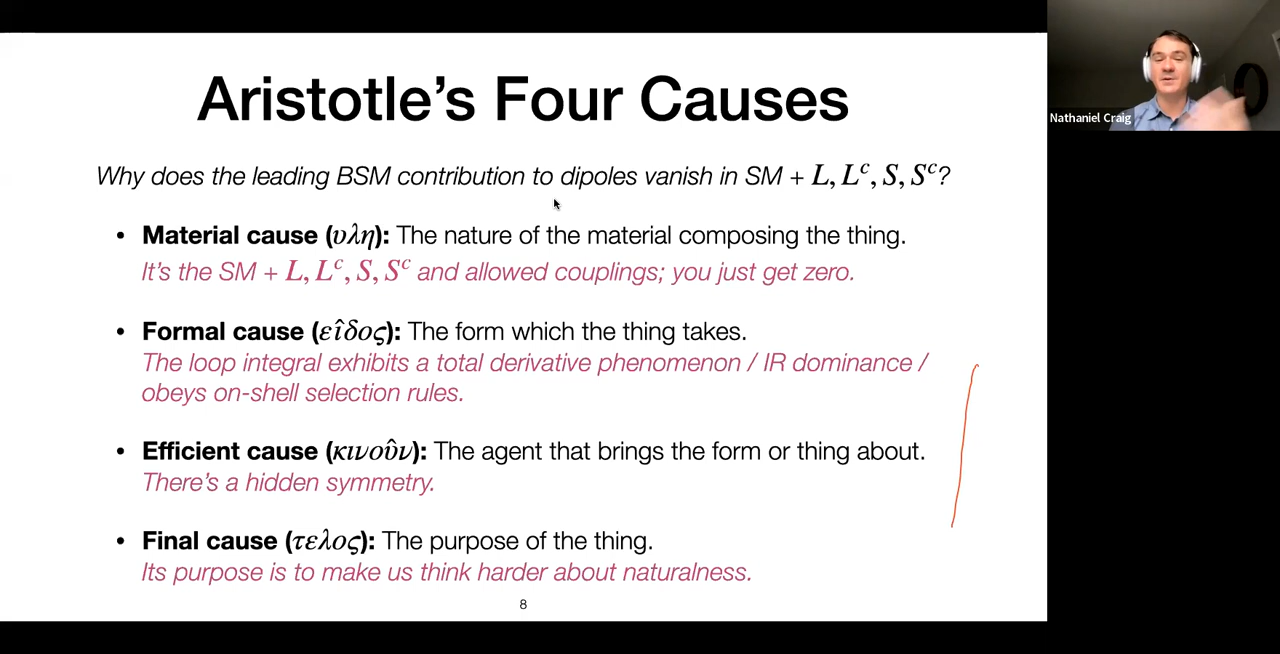 Aristotle's Four Causes
Why does the leading BSM contribution to dipoles vanish in SM + L, Lᶜ, S, Sᶜ?
• Material cause (υλη): The nature of the material composing the thing.
It's the SM + L, Lᶜ, S, Sᶜ and allowed couplings; you just get zero.
• Formal cause (εἶδος): The form which the thing takes.
The loop integral exhibits a total derivative phenomenon / IR dominance /
obeys on-shell selection rules.
• Efficient cause (κινοῦν): The agent that brings the form or thing about.
There's a hidden symmetry.
• Final cause (τελος): The purpose of the thing.
Its purpose is to make us think harder about naturalness.
8
Nathaniel Craig